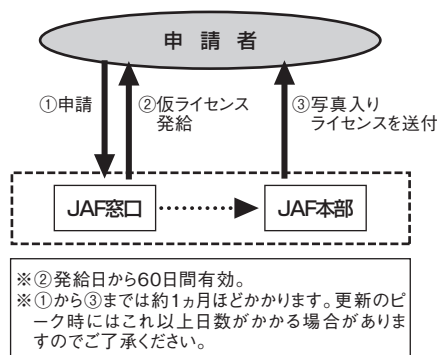 申請者
①申請
②仮ライセンス
発給
③写真入り
ライセンスを送付
JAF窓口
JAF本部
※②発給日から60日間有効。
※①から③までは約1ヵ月ほどかかります。更新のピ
ーク時にはこれ以上日数がかかる場合がありま
すのでご了承ください。